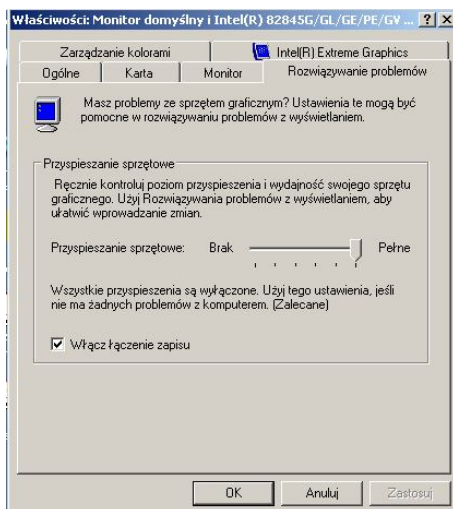 Właściwości: Monitor domyślny i Intel(R) 82845G/GL/GE/PE/GV ...
Zarządzanie kolorami
Intel(R) Extreme Graphics
Ogólne
Karta
Monitor
Rozwiązywanie problemów
Masz problemy ze sprzętem graficznym? Ustawienia te mogą być
pomocne w rozwiązywaniu problemów z wyświetlaniem.
Przyspieszanie sprzętowe
Ręcznie kontroluj poziom przyspieszenia i wydajność swojego sprzętu
graficznego. Użyj Rozwiązywania problemów z wyświetlaniem, aby
ułatwić wprowadzanie zmian.
Przyspieszanie sprzętowe: Brak Pełne
Wszystkie przyspieszenia są wyłączone. Użyj tego ustawienia, jeśli
nie ma żadnych problemów z komputerem. (Zalecane)
Włącz łączenie zapisu
OK
Anuluj
Zastosuj